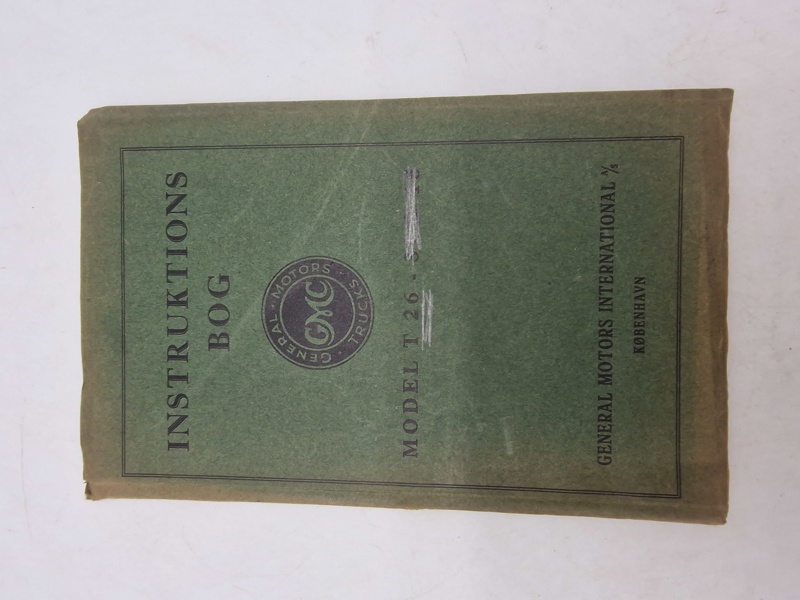 INSTRUKTIONS
BOG
GENERAL · MOTORS · TRUCKS ·
GMC
MODEL T 26 -
GENERAL MOTORS INTERNATIONAL A/S
KØBENHAVN